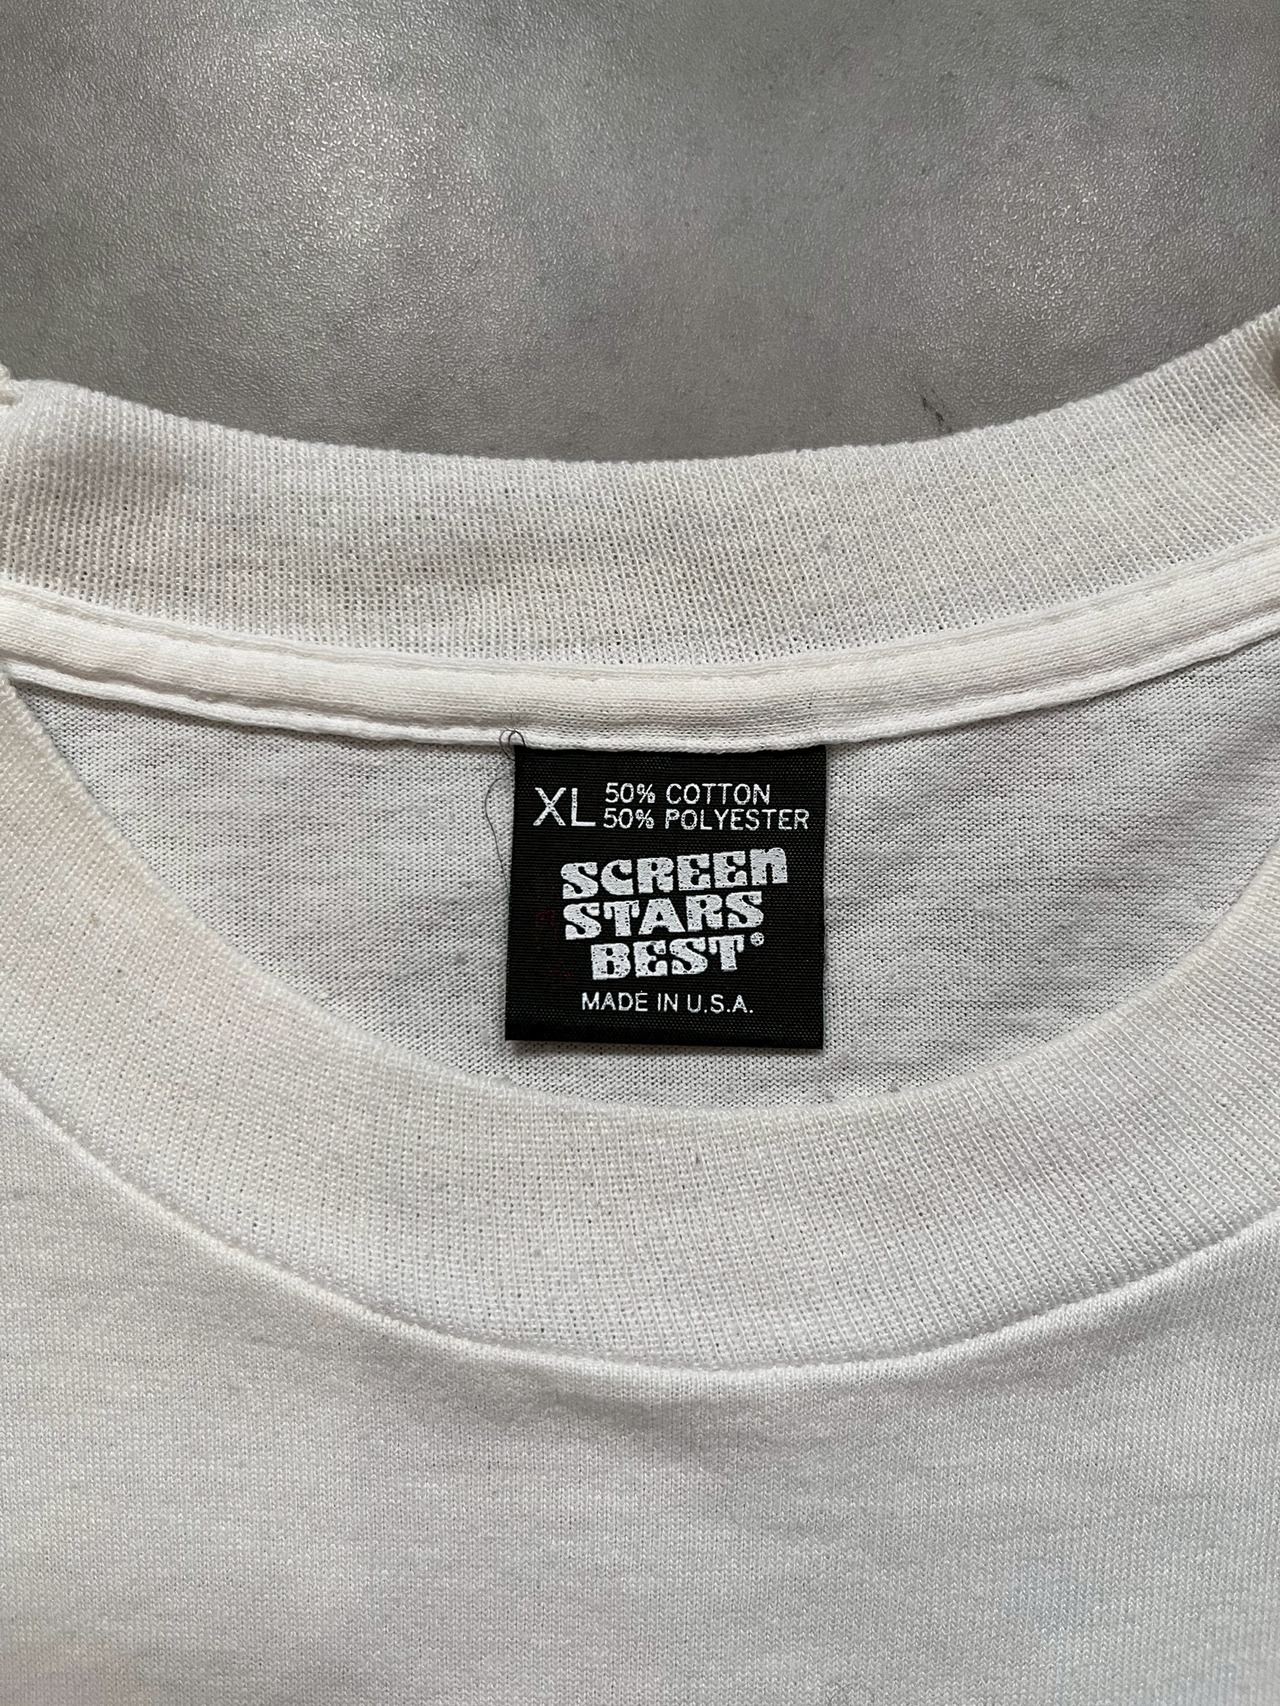 XL 50% COTTON
50% POLYESTER
SCREEN
STARS
BEST®
MADE IN U.S.A.